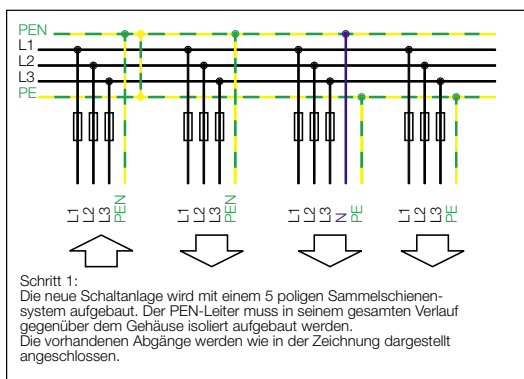 PEN
L1
L2
L3
PE
L1 L2 L3 PEN L1 L2 L3 PEN L1 L2 L3 N PE L1 L2 L3 PE
Schritt 1:
Die neue Schaltanlage wird mit einem 5 poligen Sammelschienen-
system aufgebaut. Der PEN-Leiter muss in seinem gesamten Verlauf
gegenüber dem Gehäuse isoliert aufgebaut werden.
Die vorhandenen Abgänge werden wie in der Zeichnung dargestellt
angeschlossen.